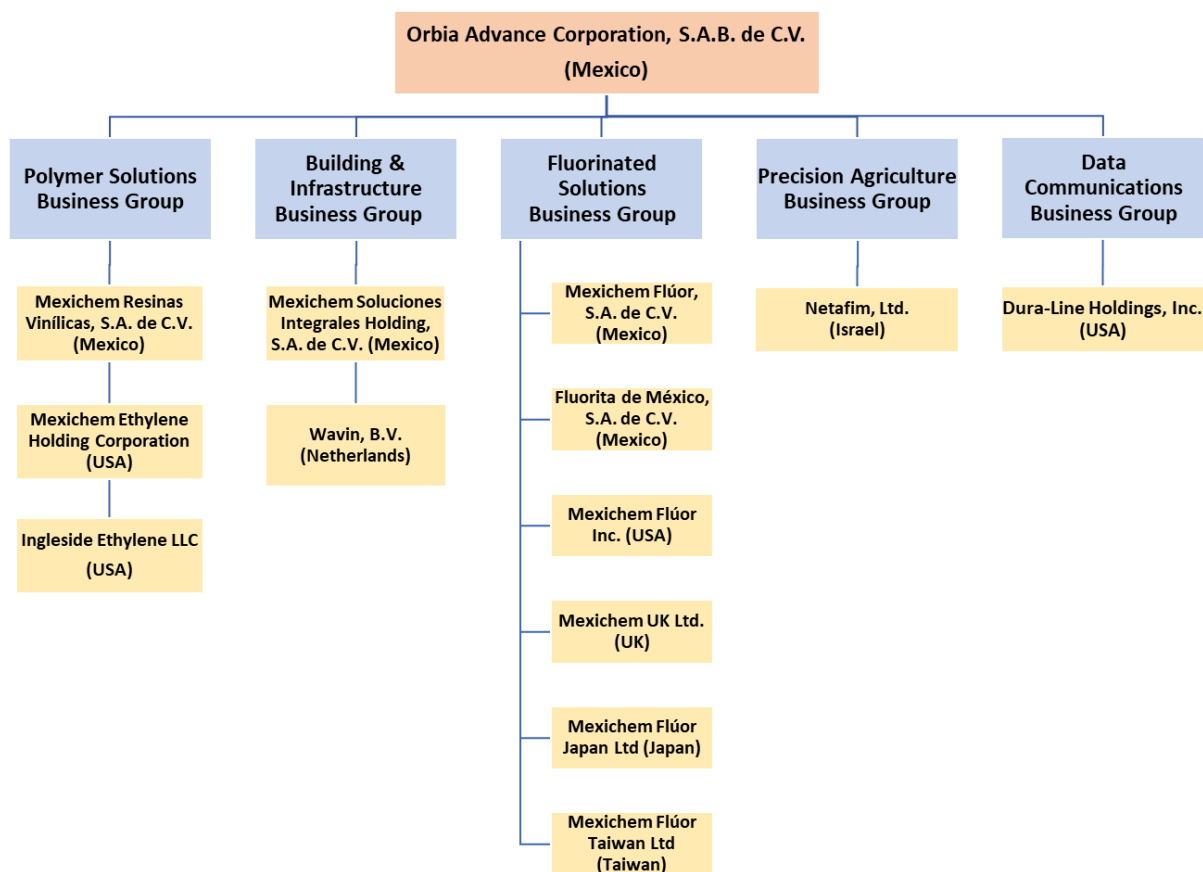 Orbia Advance Corporation, S.A.B. de C.V.
(Mexico)
Polymer Solutions
Business Group
Building &
Infrastructure
Business Group
Fluorinated
Solutions
Business Group
Precision Agriculture
Business Group
Data
Communications
Business Group
Mexichem Resinas
Vinílicas, S.A. de C.V.
(Mexico)
Mexichem Ethylene
Holding Corporation
(USA)
Ingleside Ethylene LLC
(USA)
Mexichem Soluciones
Integrales Holding,
S.A. de C.V. (Mexico)
Wavin, B.V.
(Netherlands)
Mexichem Flúor,
S.A. de C.V.
(Mexico)
Fluorita de México,
S.A. de C.V.
(Mexico)
Mexichem Flúor
Inc. (USA)
Mexichem UK Ltd.
(UK)
Mexichem Flúor
Japan Ltd (Japan)
Mexichem Flúor
Taiwan Ltd
(Taiwan)
Netafim, Ltd.
(Israel)
Dura-Line Holdings, Inc.
(USA)